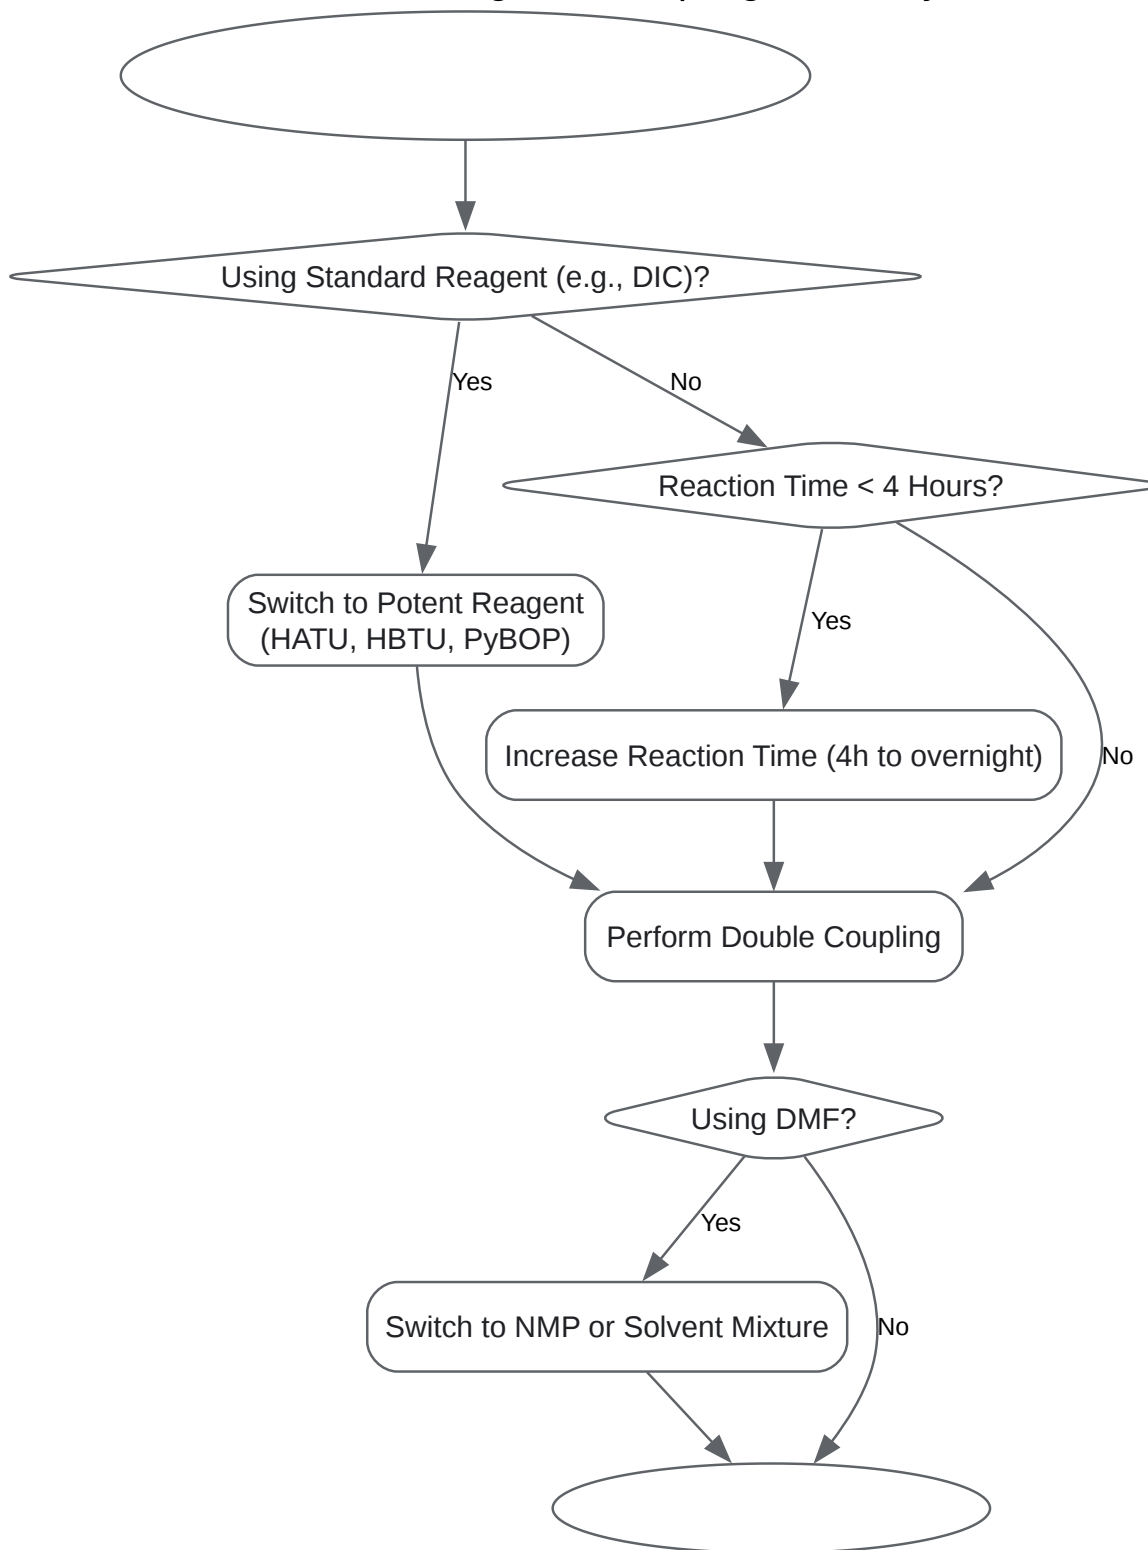 Using Standard Reagent (e.g., DIC)?
Yes
No
Reaction Time < 4 Hours?
Switch to Potent Reagent
(HATU, HBTU, PyBOP)
Yes
Increase Reaction Time (4h to overnight)
No
Perform Double Coupling
Using DMF?
Yes
Switch to NMP or Solvent Mixture
No